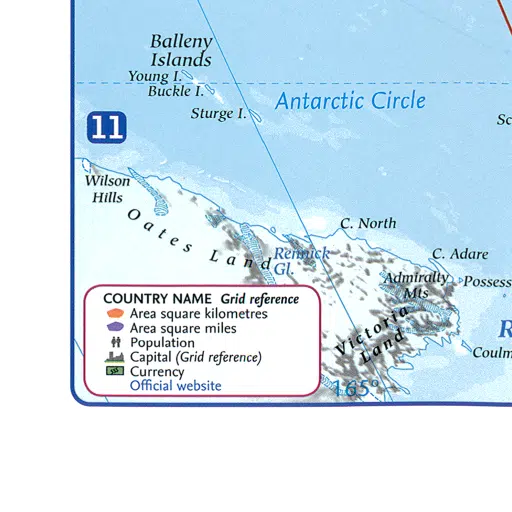 Balleny
Islands
Young I.
Buckle I.
Sturge I.
Antarctic Circle
Sc
11
Wilson
Hills
Oates Land
C. North
Rennick
Gl.
C. Adare
Admiralty
Mts
Possess
Victoria
Land
R
Coulm
165°
COUNTRY NAME Grid reference
Area square kilometres
Area square miles
Population
Capital (Grid reference)
Currency
Official website